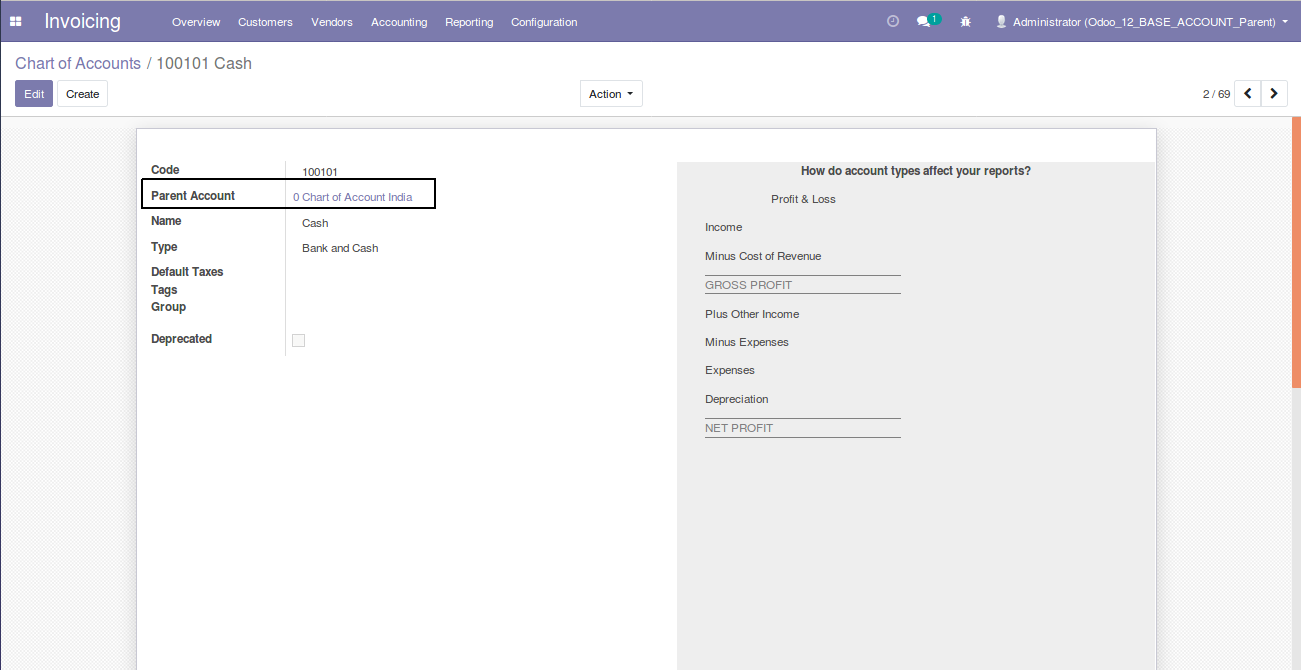 Invoicing Overview Customers Vendors Accounting Reporting Configuration 1 Administrator (Odoo_12_BASE_ACCOUNT_Parent)
Chart of Accounts / 100101 Cash
Edit Create Action 2 / 69
Code 100101
Parent Account 0 Chart of Account India
Name Cash
Type Bank and Cash
Default Taxes
Tags
Group
Deprecated
How do account types affect your reports?
Profit & Loss
Income
Minus Cost of Revenue
GROSS PROFIT
Plus Other Income
Minus Expenses
Expenses
Depreciation
NET PROFIT